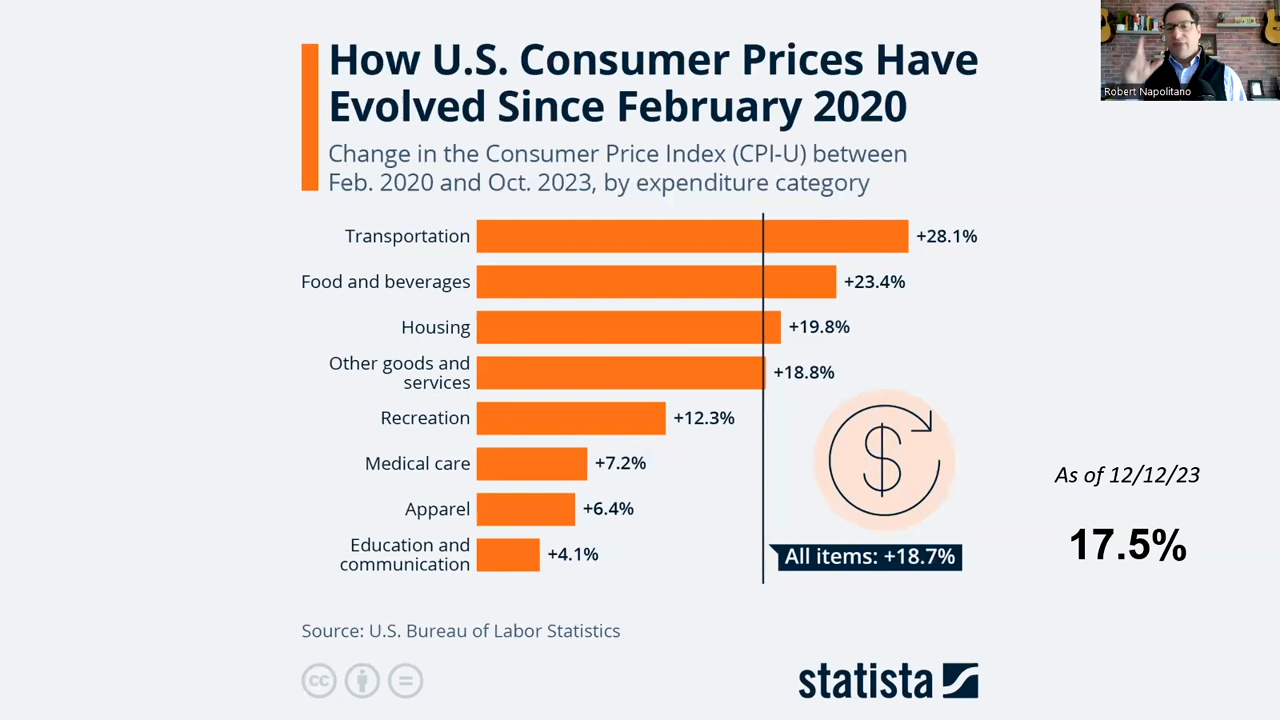 How U.S. Consumer Prices Have
Evolved Since February 2020
Change in the Consumer Price Index (CPI-U) between
Feb. 2020 and Oct. 2023, by expenditure category
Robert Napolitano
Transportation +28.1%
Food and beverages +23.4%
Housing +19.8%
Other goods and
services +18.8%
Recreation +12.3%
Medical care +7.2%
Apparel +6.4%
Education and
communication +4.1%
$
All items: +18.7%
As of 12/12/23
17.5%
Source: U.S. Bureau of Labor Statistics
cc
statista